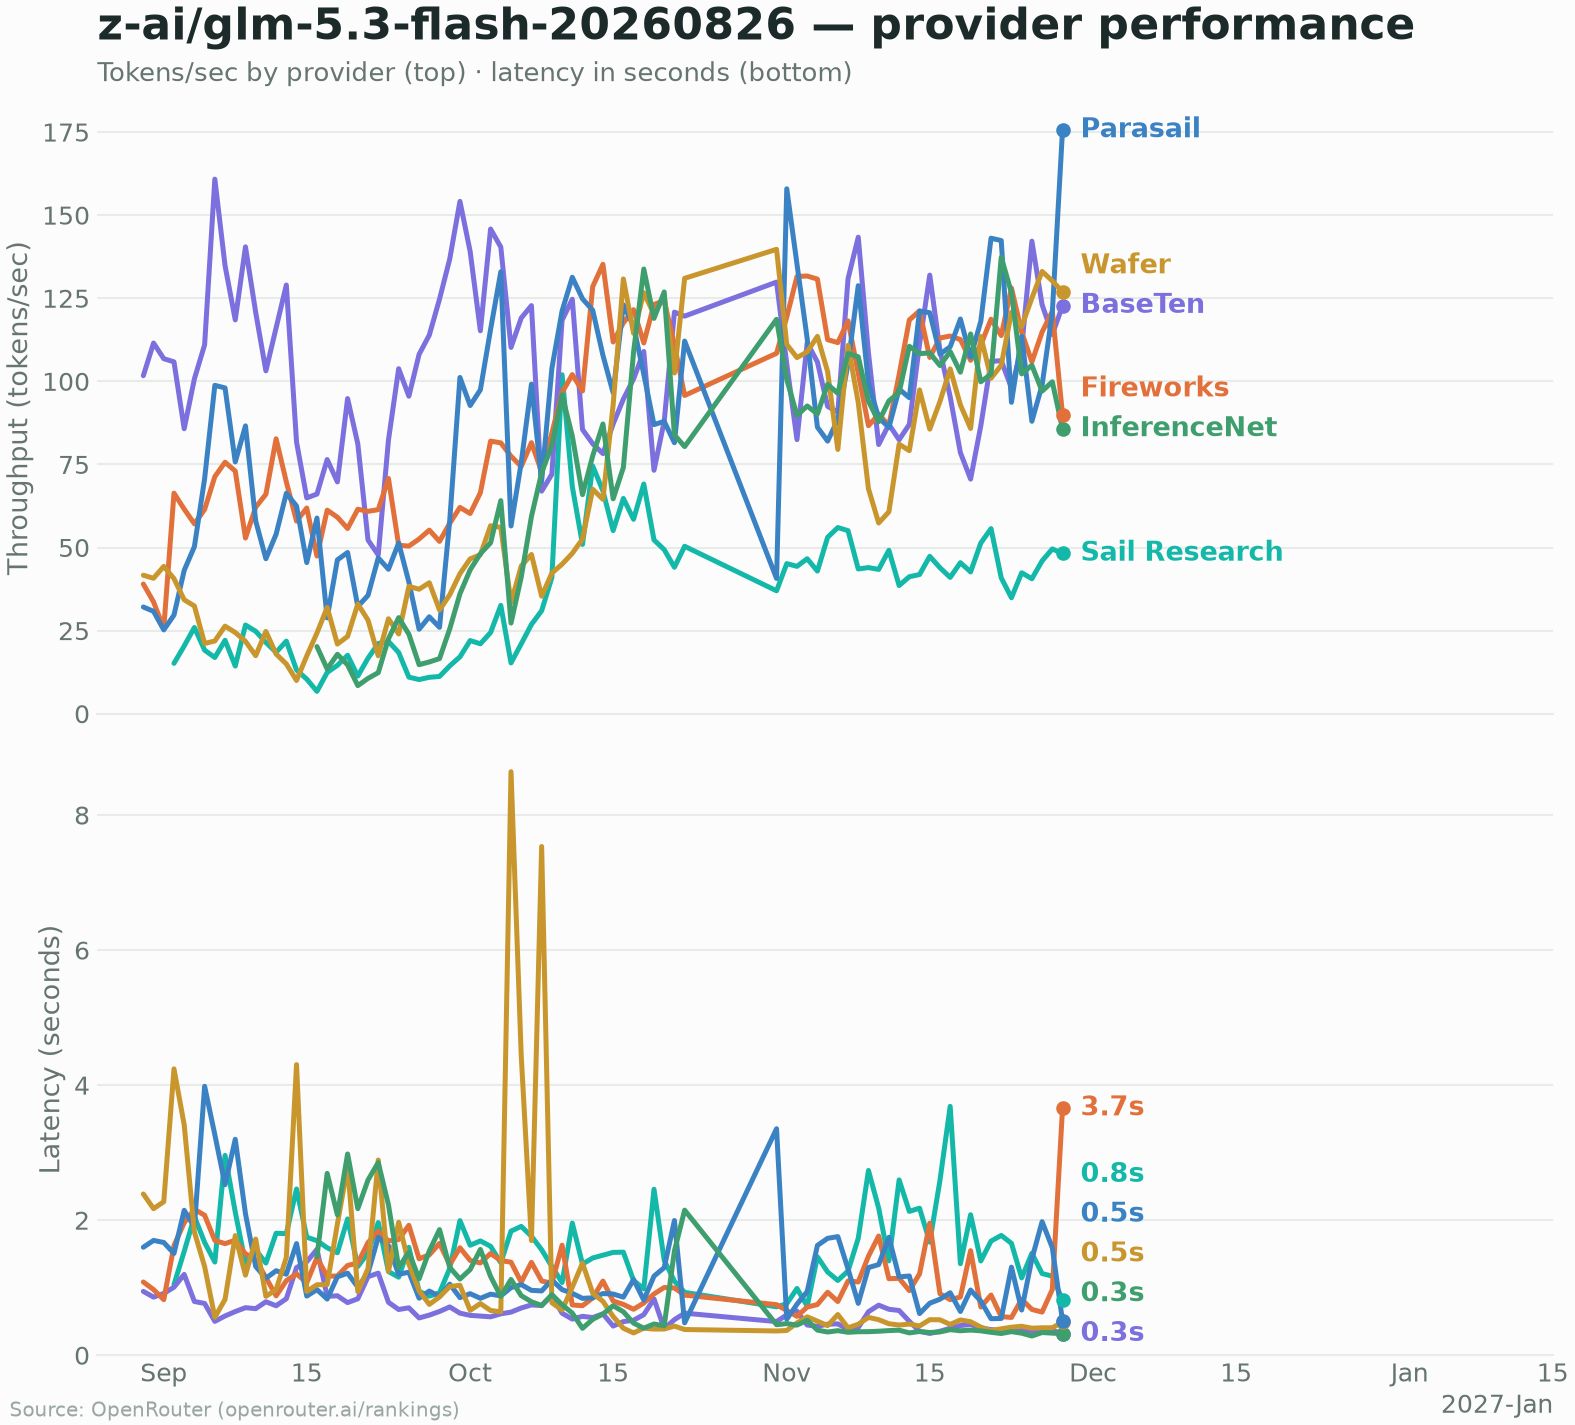 z-ai/glm-5.3-flash-20260826 — provider performance
Tokens/sec by provider (top) · latency in seconds (bottom)
Throughput (tokens/sec)
175
150
125
100
75
50
25
0
Parasail
Wafer
BaseTen
Fireworks
InferenceNet
Sail Research
Latency (seconds)
8
6
4
2
0
3.7s
0.8s
0.5s
0.5s
0.3s
0.3s
Sep 15 Oct 15 Nov 15 Dec 15 Jan 15
2027-Jan
Source: OpenRouter (openrouter.ai/rankings)